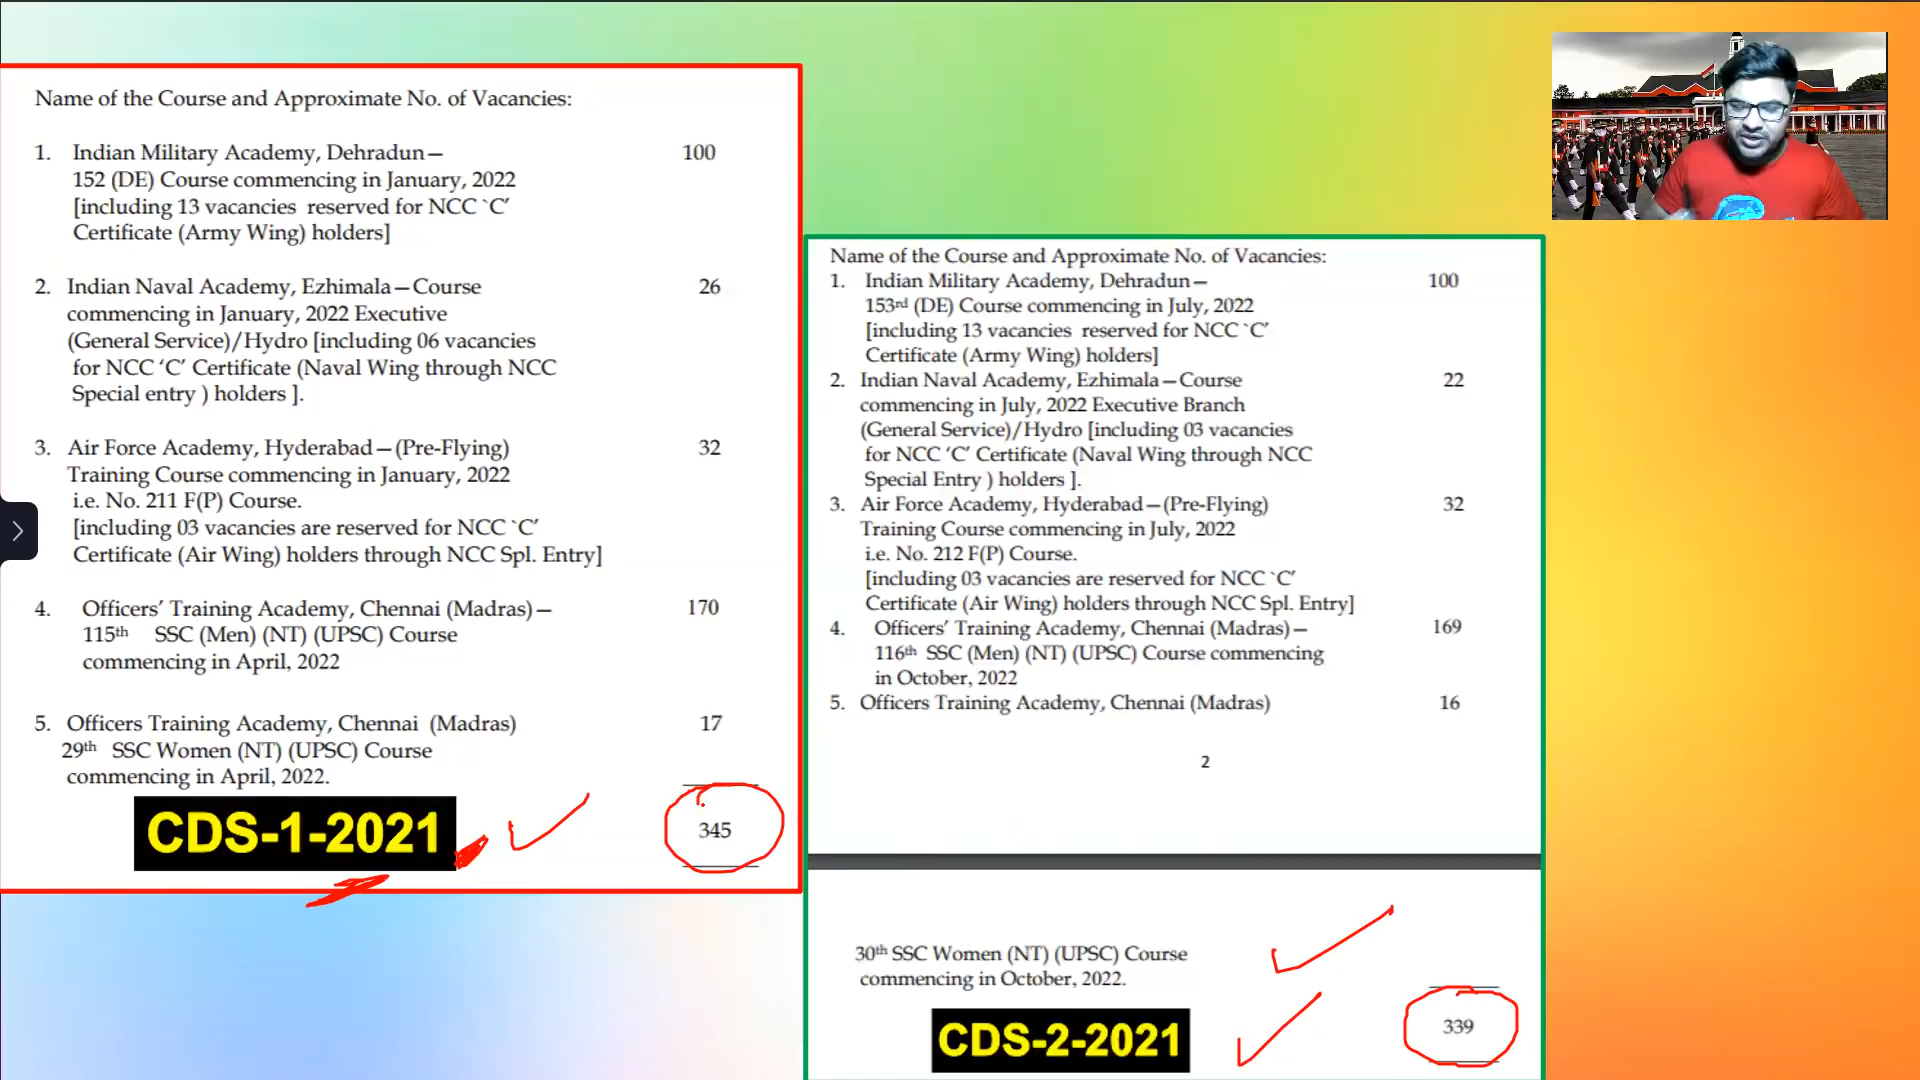 Name of the Course and Approximate No. of Vacancies:
1. Indian Military Academy, Dehradun— 100
152 (DE) Course commencing in January, 2022
[including 13 vacancies reserved for NCC `C'
Certificate (Army Wing) holders]
2. Indian Naval Academy, Ezhimala—Course 26
commencing in January, 2022 Executive
(General Service)/Hydro [including 06 vacancies
for NCC ‘C’ Certificate (Naval Wing through NCC
Special entry ) holders ].
3. Air Force Academy, Hyderabad—(Pre-Flying) 32
Training Course commencing in January, 2022
i.e. No. 211 F(P) Course.
[including 03 vacancies are reserved for NCC `C'
Certificate (Air Wing) holders through NCC Spl. Entry]
4. Officers’ Training Academy, Chennai (Madras)— 170
115th SSC (Men) (NT) (UPSC) Course
commencing in April, 2022
5. Officers Training Academy, Chennai (Madras) 17
29th SSC Women (NT) (UPSC) Course
commencing in April, 2022.
CDS-1-2021 345
Name of the Course and Approximate No. of Vacancies:
1. Indian Military Academy, Dehradun— 100
153rd (DE) Course commencing in July, 2022
[including 13 vacancies reserved for NCC `C'
Certificate (Army Wing) holders]
2. Indian Naval Academy, Ezhimala—Course 22
commencing in July, 2022 Executive Branch
(General Service)/Hydro [including 03 vacancies
for NCC ‘C’ Certificate (Naval Wing through NCC
Special Entry ) holders ].
3. Air Force Academy, Hyderabad—(Pre-Flying) 32
Training Course commencing in July, 2022
i.e. No. 212 F(P) Course.
[including 03 vacancies are reserved for NCC `C'
Certificate (Air Wing) holders through NCC Spl. Entry]
4. Officers’ Training Academy, Chennai (Madras)— 169
116th SSC (Men) (NT) (UPSC) Course commencing
in October, 2022
5. Officers Training Academy, Chennai (Madras) 16
2
30th SSC Women (NT) (UPSC) Course
commencing in October, 2022.
339
CDS-2-2021